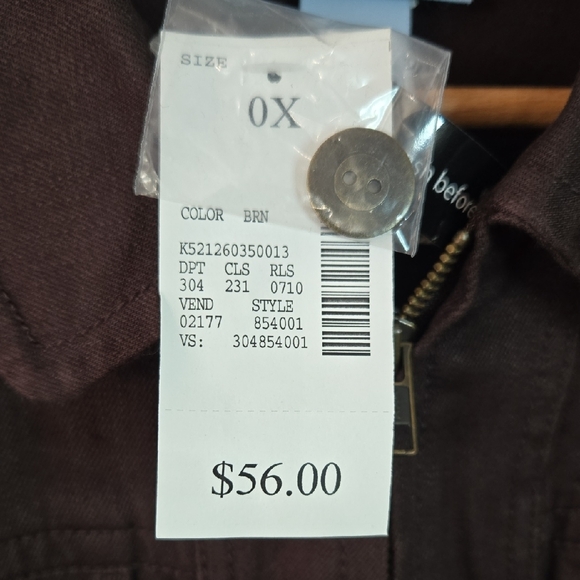 SIZE
0X
COLOR BRN
K521260350013
DPT CLS RLS
304 231 0710
VEND STYLE
02177 854001
VS: 304854001
$56.00
before